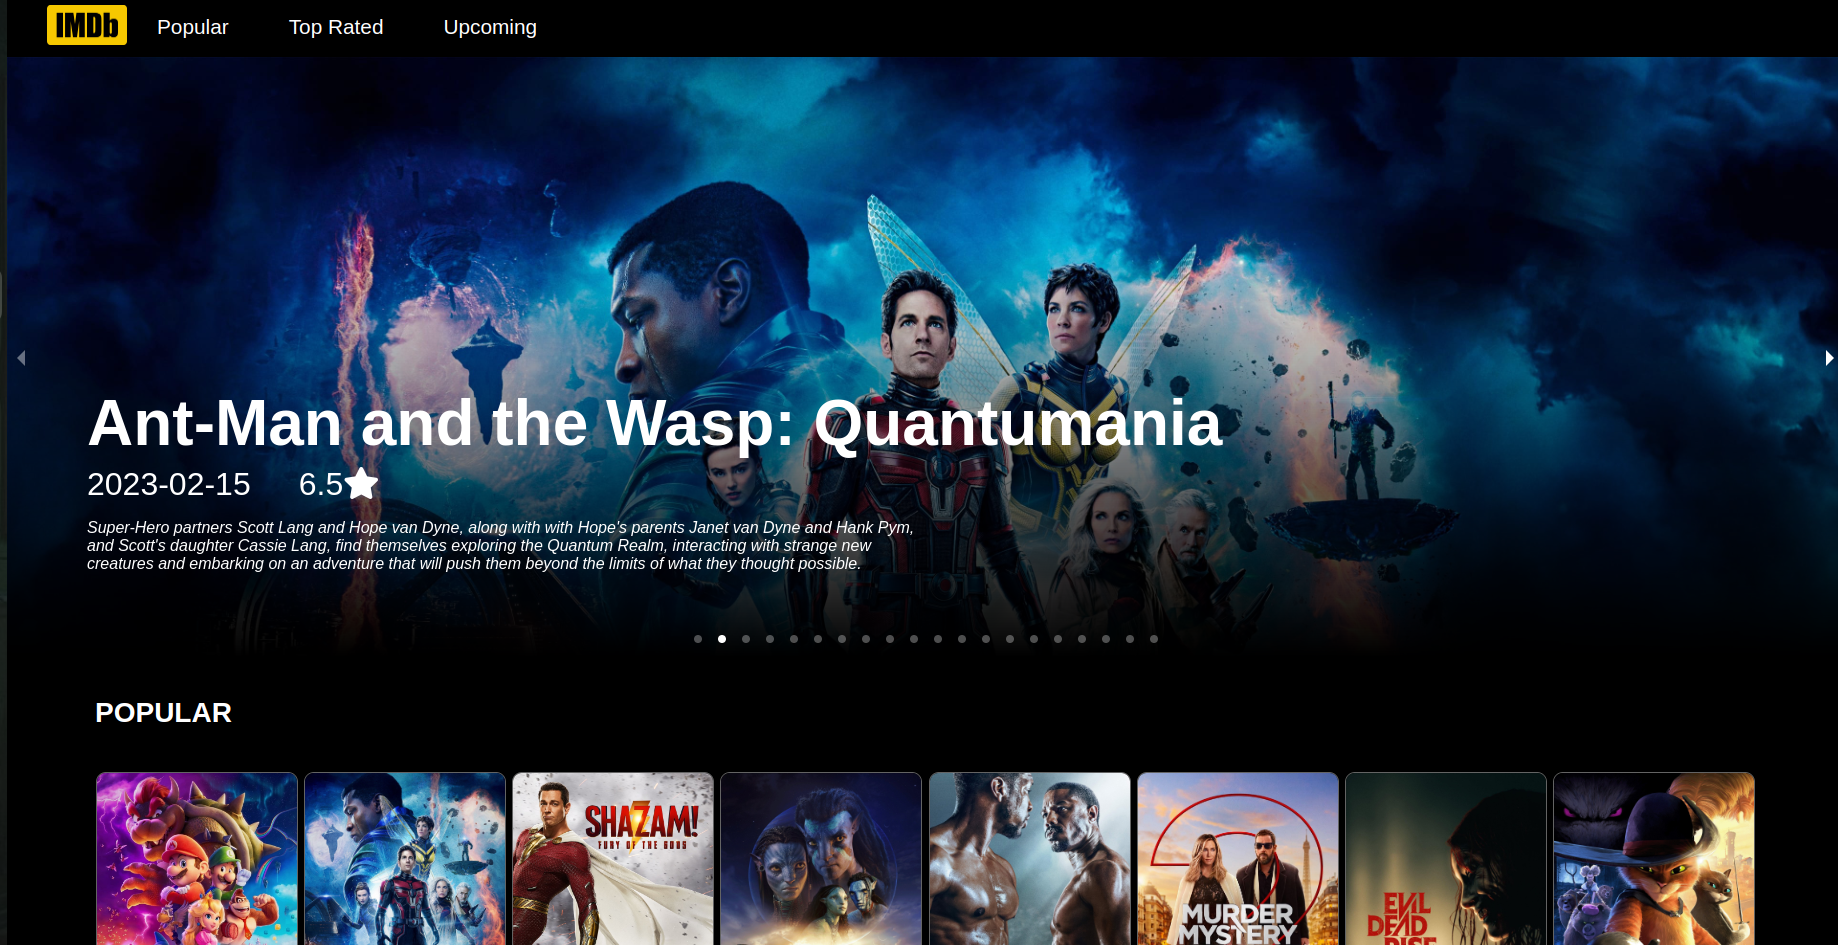 IMDb
Popular
Top Rated
Upcoming
Ant-Man and the Wasp: Quantumania
2023-02-15
6.5
Super-Hero partners Scott Lang and Hope van Dyne, along with with Hope's parents Janet van Dyne and Hank Pym,
and Scott's daughter Cassie Lang, find themselves exploring the Quantum Realm, interacting with strange new
creatures and embarking on an adventure that will push them beyond the limits of what they thought possible.
POPULAR
SHAZAM!
FURY OF THE GODS
MURDER
MYSTERY
EVIL
DEAD
RISE